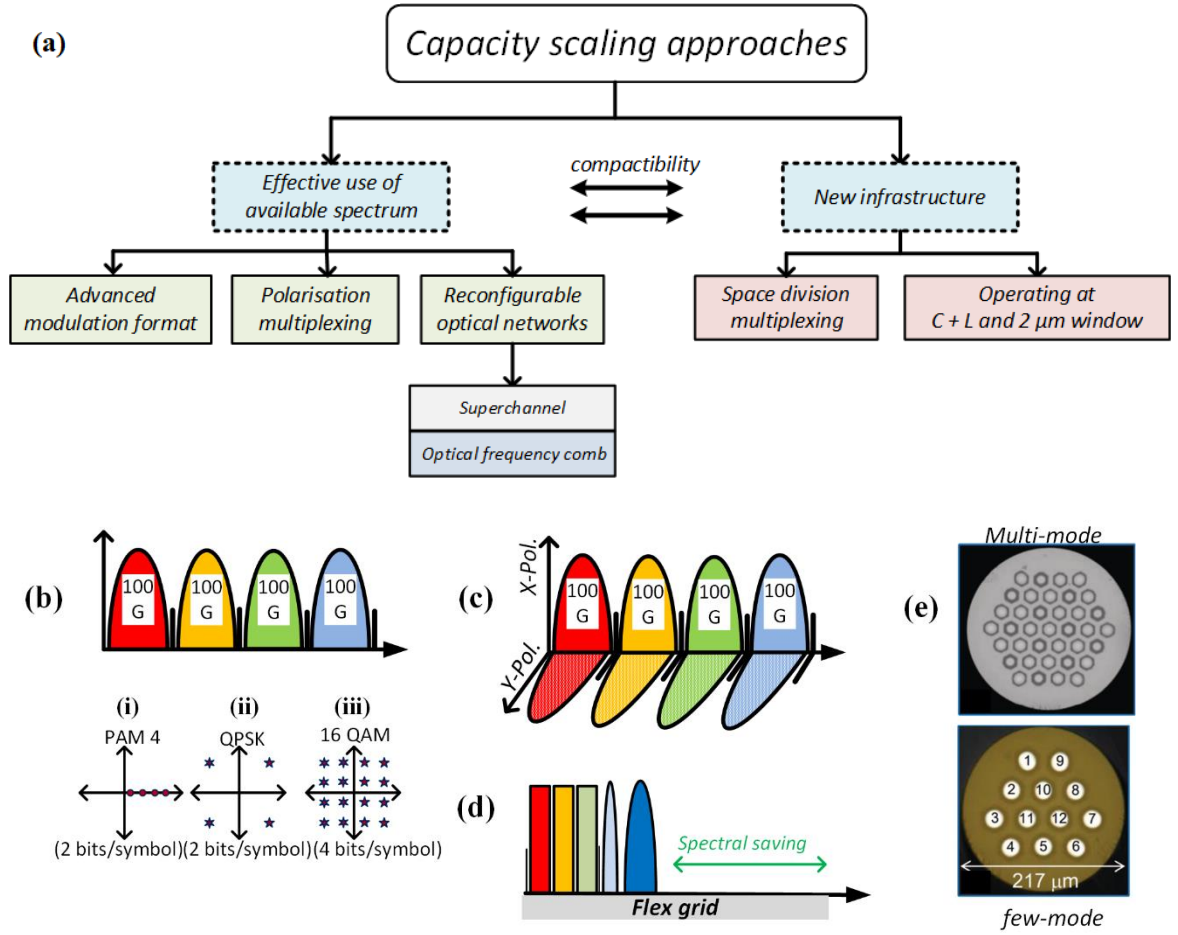 (a)
Capacity scaling approaches
Effective use of
available spectrum
compactibility
New infrastructure
Advanced
modulation format
Polarisation
multiplexing
Reconfigurable
optical networks
Space division
multiplexing
Operating at
C + L and 2 µm window
Superchannel
Optical frequency comb
(b)
100
G
100
G
100
G
100
G
(i)
PAM 4
(2 bits/symbol)
(ii)
QPSK
(2 bits/symbol)
(iii)
16 QAM
(4 bits/symbol)
(c)
X-Pol.
Y-Pol.
100
G
100
G
100
G
100
G
(d)
Spectral saving
Flex grid
(e)
Multi-mode
1 9
2 10 8
3 11 12 7
4 5 6
217 µm
few-mode